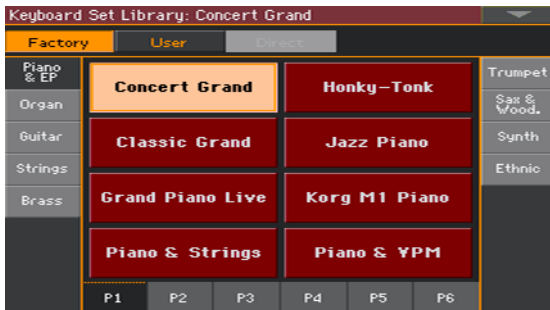 Keyboard Set Library: Concert Grand
Factory User Direct
Piano
& EP
Organ
Guitar
Strings
Brass
Concert Grand
Honky-Tonk
Classic Grand
Jazz Piano
Grand Piano Live
Korg M1 Piano
Piano & Strings
Piano & VPM
Trumpet
Sax &
Wood.
Synth
Ethnic
P1 P2 P3 P4 P5 P6